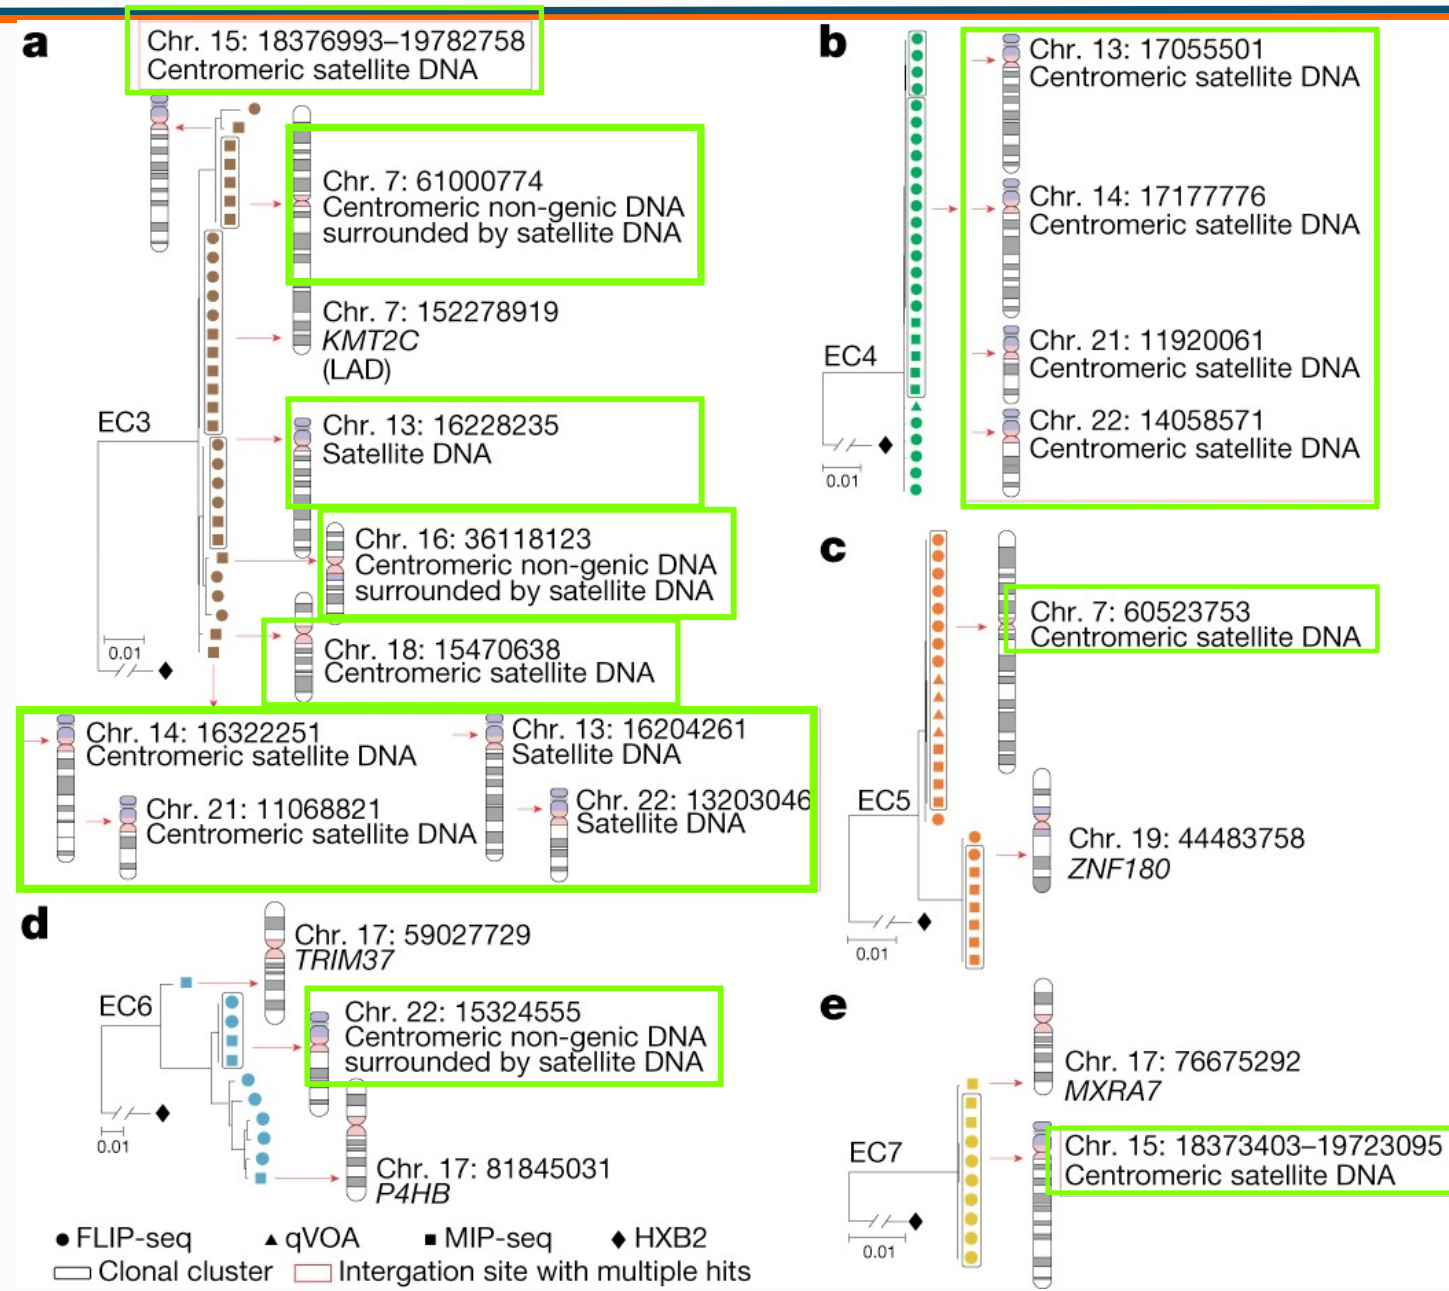 a
Chr. 15: 18376993–19782758
Centromeric satellite DNA
Chr. 7: 61000774
Centromeric non-genic DNA
surrounded by satellite DNA
Chr. 7: 152278919
KMT2C
(LAD)
EC3
Chr. 13: 16228235
Satellite DNA
Chr. 16: 36118123
Centromeric non-genic DNA
surrounded by satellite DNA
0.01
Chr. 18: 15470638
Centromeric satellite DNA
Chr. 14: 16322251
Centromeric satellite DNA
Chr. 13: 16204261
Satellite DNA
Chr. 21: 11068821
Centromeric satellite DNA
Chr. 22: 13203046
Satellite DNA
b
Chr. 13: 17055501
Centromeric satellite DNA
Chr. 14: 17177776
Centromeric satellite DNA
Chr. 21: 11920061
Centromeric satellite DNA
EC4
Chr. 22: 14058571
Centromeric satellite DNA
0.01
c
Chr. 7: 60523753
Centromeric satellite DNA
EC5
Chr. 19: 44483758
ZNF180
0.01
d
Chr. 17: 59027729
TRIM37
EC6
Chr. 22: 15324555
Centromeric non-genic DNA
surrounded by satellite DNA
0.01
Chr. 17: 81845031
P4HB
e
Chr. 17: 76675292
MXRA7
EC7
Chr. 15: 18373403–19723095
Centromeric satellite DNA
0.01
FLIP-seq
qVOA
MIP-seq
HXB2
Clonal cluster
Intergation site with multiple hits